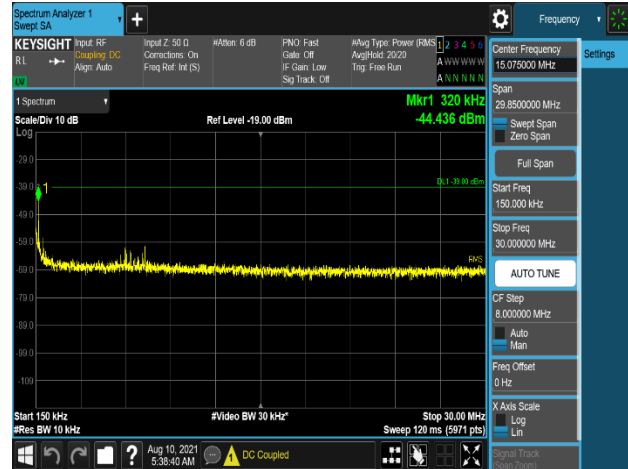 Spectrum Analyzer 1
Swept SA
+
Frequency
KEYSIGHT
Input: RF
Input Z: 50 Ω
#Atten: 6 dB
PNO: Fast
#Avg Type: Power (RMS
1 2 3 4 5 6
RL
Coupling: DC
Corrections: On
Gate: Off
Avg|Hold: 20/20
A W W W W W
Align: Auto
Freq Ref: Int (S)
IF Gain: Low
Trig: Free Run
Sig Track: Off
A N N N N N
1 Spectrum
Mkr1 320 kHz
Scale/Div 10 dB
Ref Level -19.00 dBm
-44.436 dBm
Log
-29.0
DL1 -39.00 dBm
-39.0
1
-49.0
-59.0
RMS
-69.0
-79.0
-89.0
-99.0
-109
Start 150 kHz
#Video BW 30 kHz*
Stop 30.00 MHz
#Res BW 10 kHz
Sweep 120 ms (5971 pts)
Center Frequency
15.075000 MHz
Settings
Span
29.8500000 MHz
Swept Span
Zero Span
Full Span
Start Freq
150.000 kHz
Stop Freq
30.000000 MHz
AUTO TUNE
CF Step
8.000000 MHz
Auto
Man
Freq Offset
0 Hz
X Axis Scale
Log
Lin
Signal Track
(Span Zoom)
?
Aug 10, 2021
5:38:40 AM
1
DC Coupled